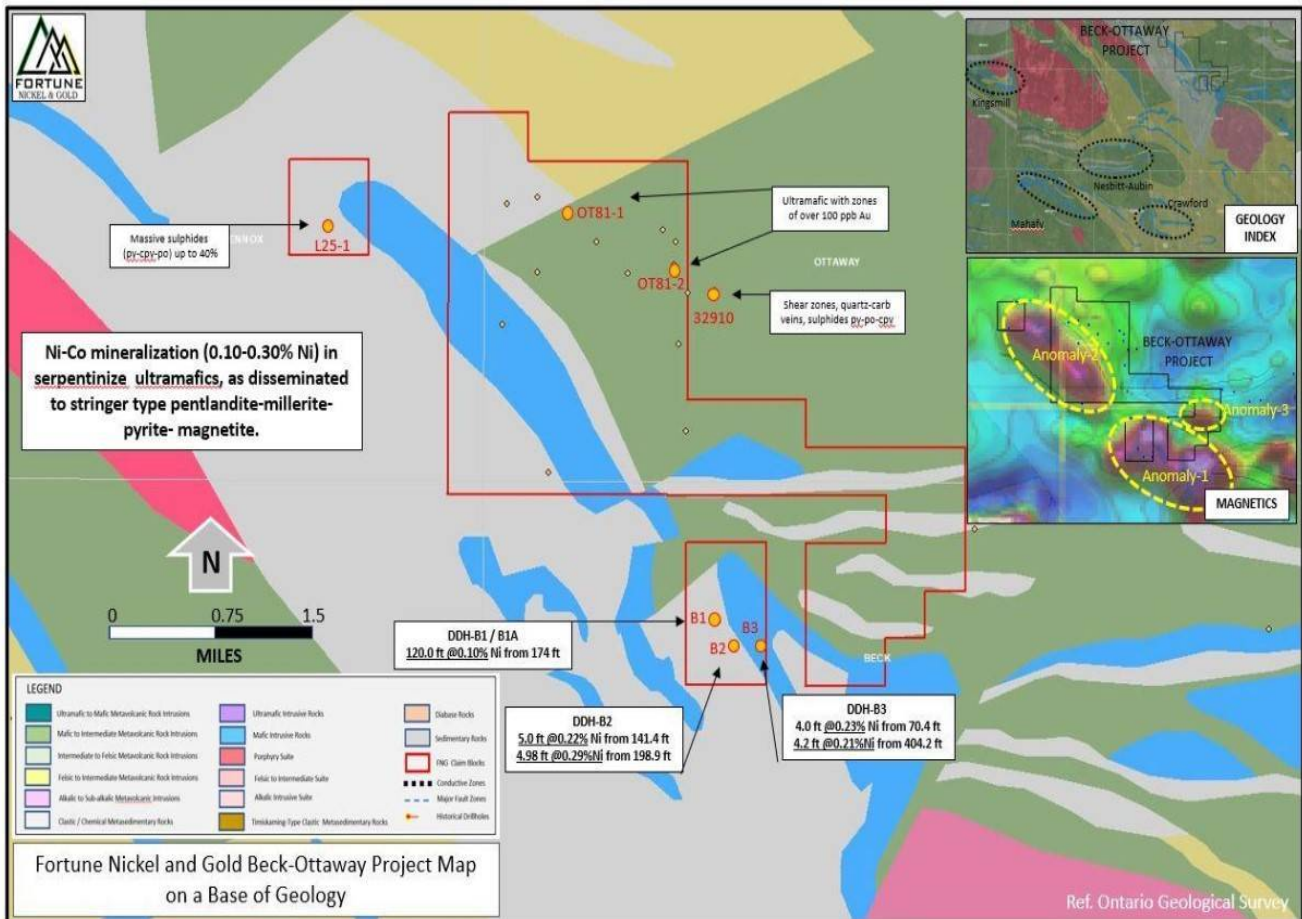 FORTUNE
NICKEL & GOLD
BECK-OTTAWAY
PROJECT
Kingsmill
Nesbitt-Aubin
Crawford
Mahafy
GEOLOGY
INDEX
Massive sulphides
(py-cpy-po) up to 40%
ENNOX
L25-1
OT81-1
Ultramafic with zones
of over 100 ppb Au
OTTAWAY
OT81-2
32910
Shear zones, quartz-carb
veins, sulphides py-po-cpy
BECK-OTTAWAY
PROJECT
Anomaly-2
Anomaly-3
Anomaly-1
MAGNETICS
Ni-Co mineralization (0.10-0.30% Ni) in
serpentinize ultramafics, as disseminated
to stringer type pentlandite-millerite-
pyrite- magnetite.
N
0 0.75 1.5
MILES
B1
B2
B3
BECK
DDH-B1 / B1A
120.0 ft @0.10% Ni from 174 ft
DDH-B2
5.0 ft @0.22% Ni from 141.4 ft
4.98 ft @0.29%Ni from 198.9 ft
DDH-B3
4.0 ft @0.23% Ni from 70.4 ft
4.2 ft @0.21%Ni from 404.2 ft
LEGEND
Ultramafic to Mafic Metavolcanic Rock Intrusions
Mafic to Intermediate Metavolcanic Rock Intrusions
Intermediate to Felsic Metavolcanic Rock Intrusions
Felsic to Intermediate Metavolcanic Rock Intrusions
Alkalic to Sub-alkalic Metavolcanic Intrusions
Clastic / Chemical Metasedimentary Rocks
Ultramafic Intrusive Rocks
Mafic Intrusive Rocks
Porphyry Suite
Felsic to Intermediate Suite
Alkalic Intrusive Suite
Timiskaming-Type Clastic Metasedimentary Rocks
Diabase Rocks
Sedimentary Rocks
FNG Claim Blocks
Conductive Zones
Major Fault Zones
Historical Drillholes
Fortune Nickel and Gold Beck-Ottaway Project Map
on a Base of Geology
Ref. Ontario Geological Survey